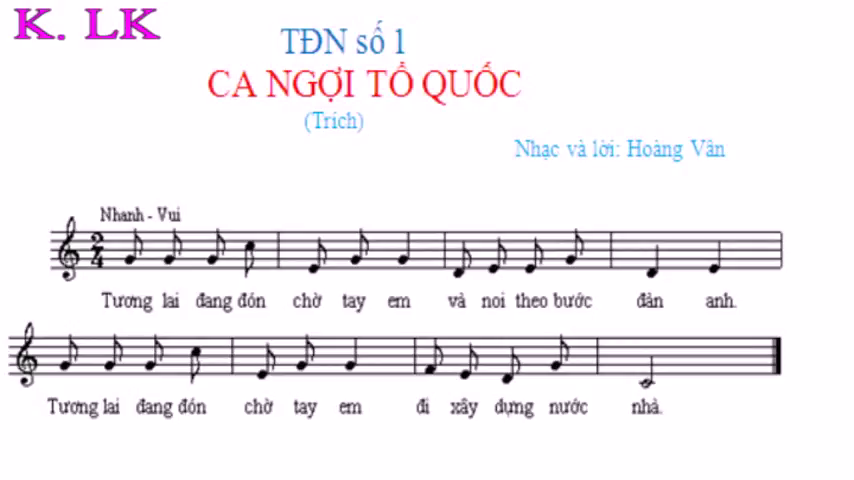 K. LK
TĐN số 1
CA NGỢI TỔ QUỐC
(Trích)
Nhạc và lời: Hoàng Vân
Nhanh - Vui
2
4
Tương lai đang đón chờ tay em và noi theo bước đàn anh.
Tương lai đang đón chờ tay em đi xây dựng nước nhà.